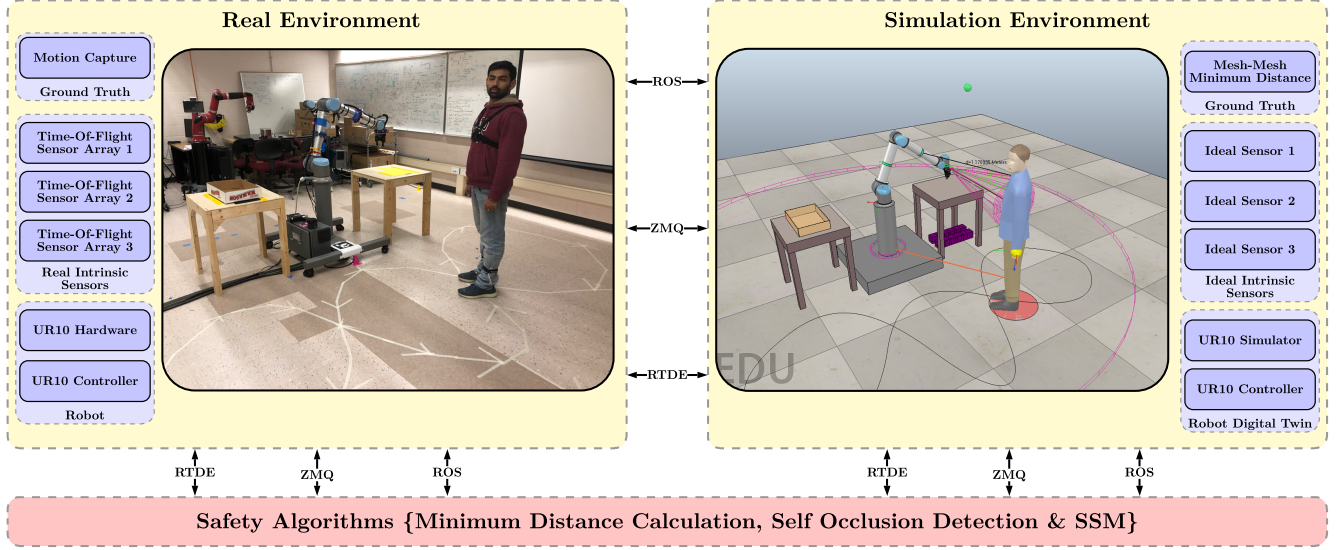 Real Environment
Motion Capture
Ground Truth
Time-Of-Flight
Sensor Array 1
Time-Of-Flight
Sensor Array 2
Time-Of-Flight
Sensor Array 3
Real Intrinsic
Sensors
UR10 Hardware
UR10 Controller
Robot
ROS
ZMQ
RTDE
Simulation Environment
EDU
Mesh-Mesh
Minimum Distance
Ground Truth
Ideal Sensor 1
Ideal Sensor 2
Ideal Sensor 3
Ideal Intrinsic
Sensors
UR10 Simulator
UR10 Controller
Robot Digital Twin
RTDE
ZMQ
ROS
RTDE
ZMQ
ROS
Safety Algorithms {Minimum Distance Calculation, Self Occlusion Detection & SSM}